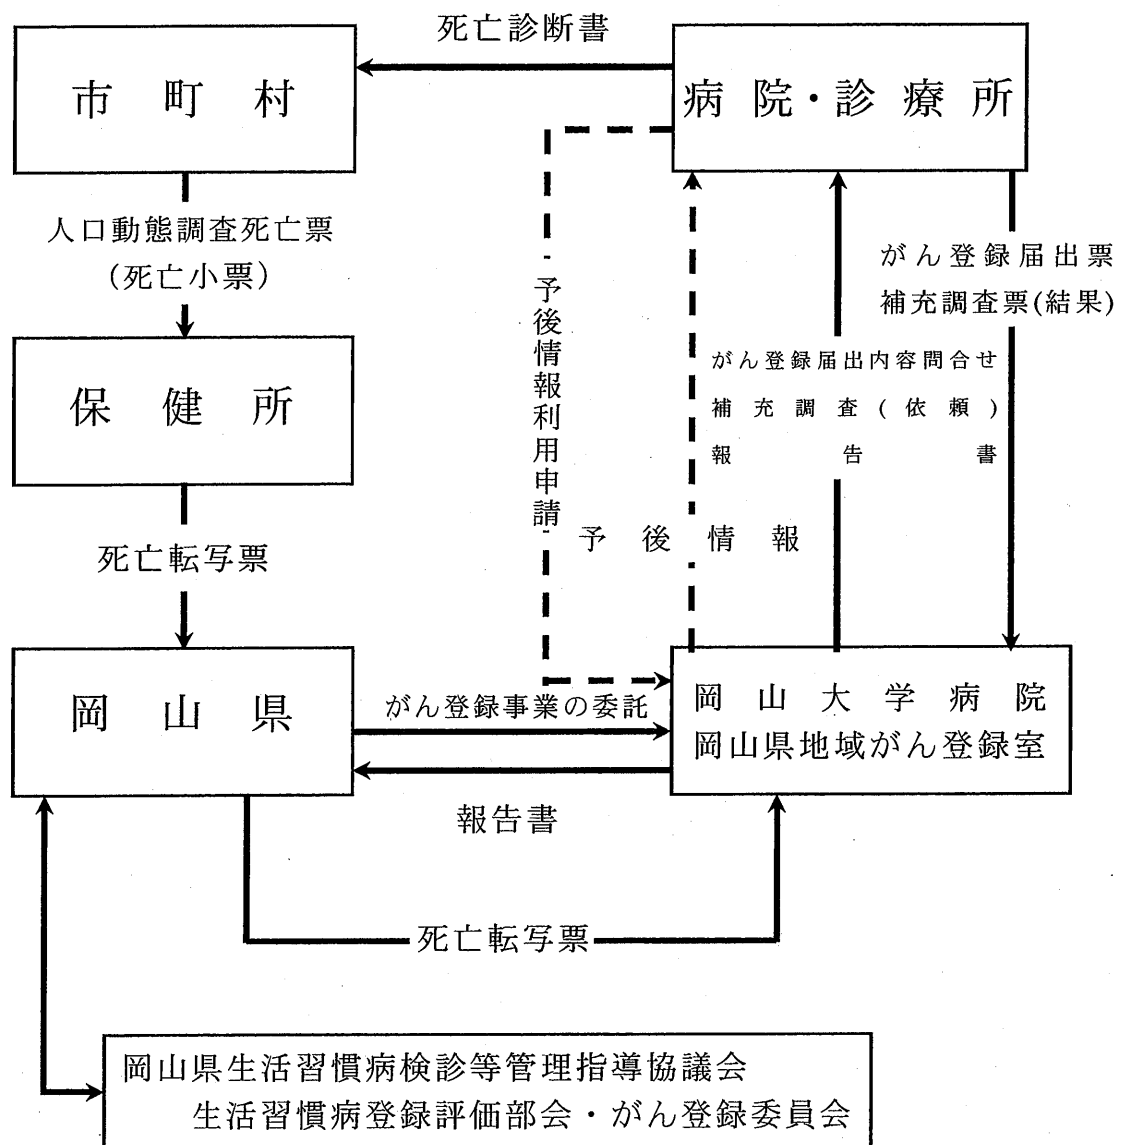 死亡診断書
市町村
病院・診療所
人口動態調査死亡票
(死亡小票)
がん登録届出票
補充調査票(結果)
予後情報利用申請
がん登録届出内容問合せ
補充調査(依頼)
報告書
保健所
予後情報
死亡転写票
岡山県
がん登録事業の委託
岡山大学病院
岡山県地域がん登録室
報告書
死亡転写票
岡山県生活習慣病検診等管理指導協議会
生活習慣病登録評価部会・がん登録委員会